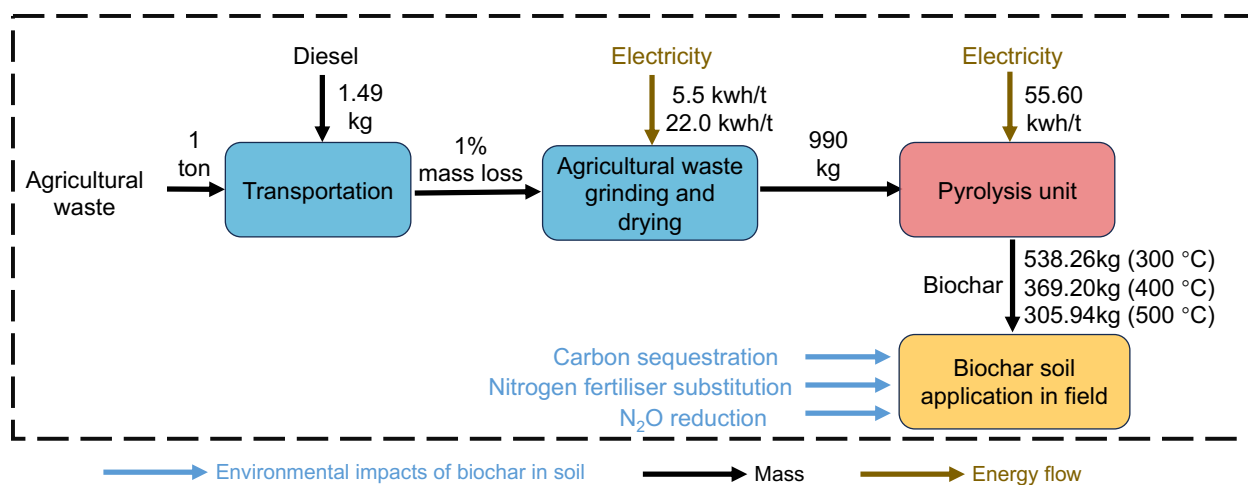 Diesel
1.49
kg
Electricity
5.5 kwh/t
22.0 kwh/t
Electricity
55.60
kwh/t
Agricultural
waste
1
ton
Transportation
1%
mass loss
Agricultural waste
grinding and
drying
990
kg
Pyrolysis unit
Biochar
538.26kg (300 °C)
369.20kg (400 °C)
305.94kg (500 °C)
Carbon sequestration
Nitrogen fertiliser substitution
N₂O reduction
Biochar soil
application in field
Environmental impacts of biochar in soil
Mass
Energy flow